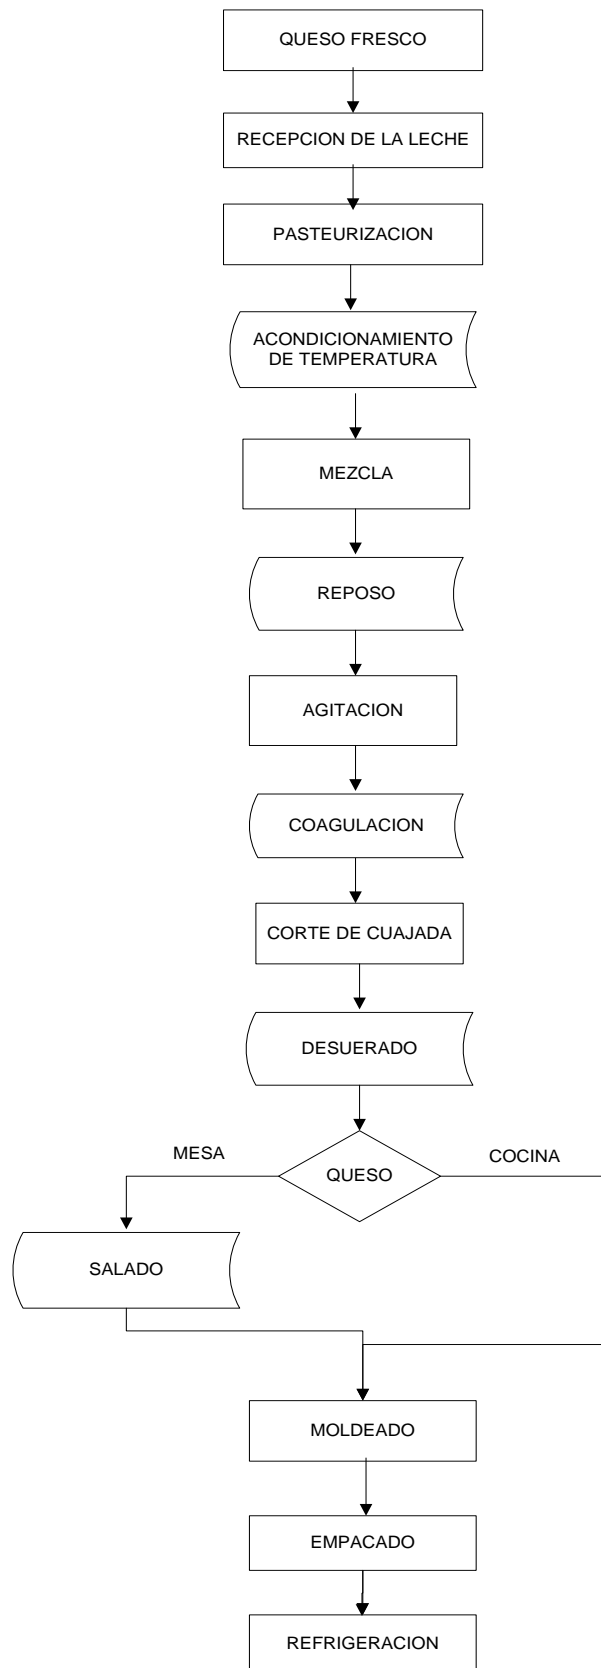 QUESO FRESCO
RECEPCION DE LA LECHE
PASTEURIZACION
ACONDICIONAMIENTO
DE TEMPERATURA
MEZCLA
REPOSO
AGITACION
COAGULACION
CORTE DE CUAJADA
DESUERADO
MESA
QUESO
COCINA
SALADO
MOLDEADO
EMPACADO
REFRIGERACION